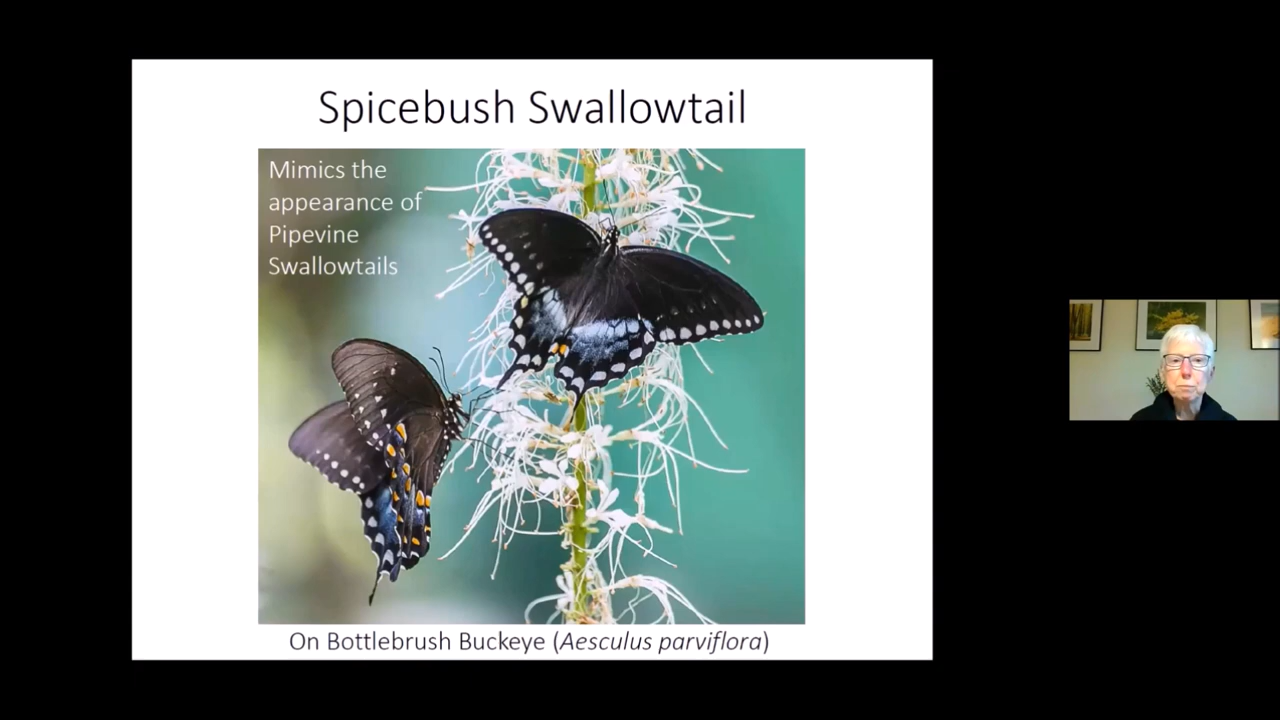 Spicebush Swallowtail
Mimics the
appearance of
Pipevine
Swallowtails
On Bottlebrush Buckeye (Aesculus parviflora)